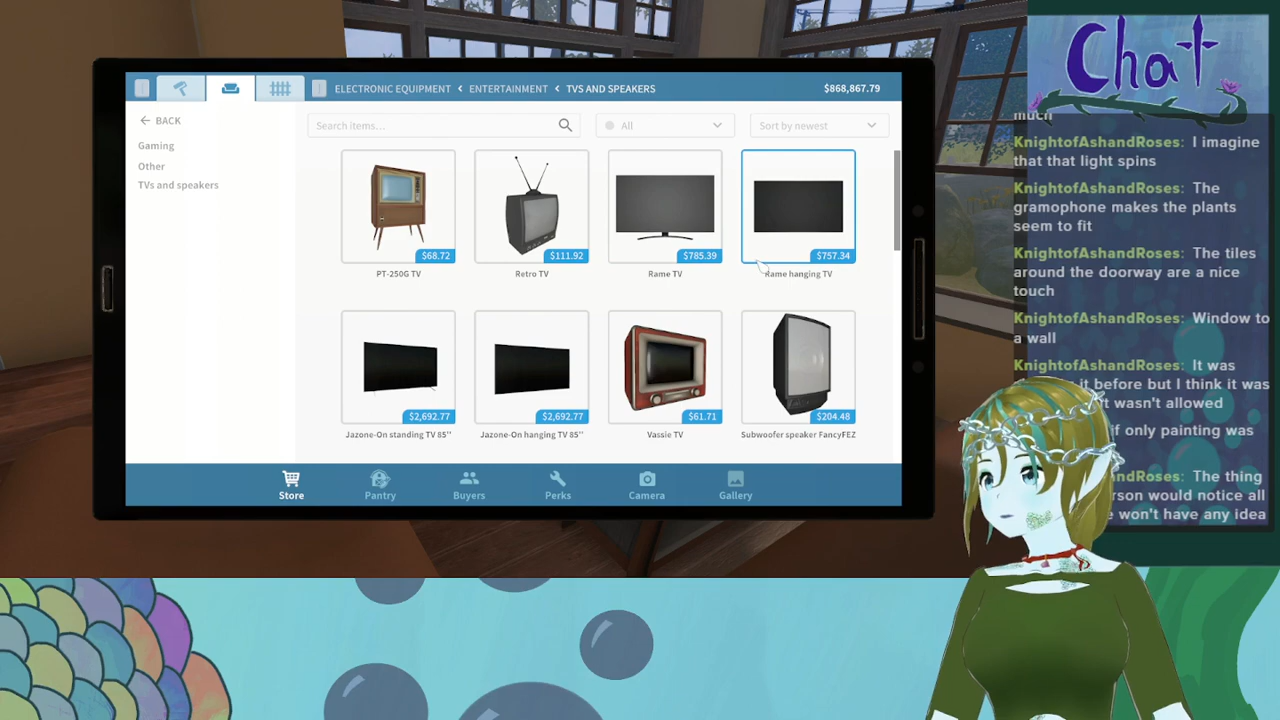 ELECTRONIC EQUIPMENT < ENTERTAINMENT < TVS AND SPEAKERS
$868,867.79
BACK
Gaming
Other
TVs and speakers
Search items...
All
Sort by newest
$68.72
$111.92
$785.39
$757.34
PT-250G TV
Retro TV
Rame TV
Rame hanging TV
$2,692.77
$2,692.77
$61.71
$204.48
Jazone-On standing TV 85''
Jazone-On hanging TV 85''
Vassie TV
Subwoofer speaker FancyFEZ
Store
Pantry
Buyers
Perks
Camera
Gallery
Chat
much
KnightofAshandRoses: I imagine
that that light spins
KnightofAshandRoses: The
gramophone makes the plants
seem to fit
KnightofAshandRoses: The tiles
around the doorway are a nice
touch
KnightofAshandRoses: Window to
a wall
KnightofAshandRoses: It was
it before but I think it was
it wasn't allowed
if only painting was
The thing
would notice all
won't have any idea